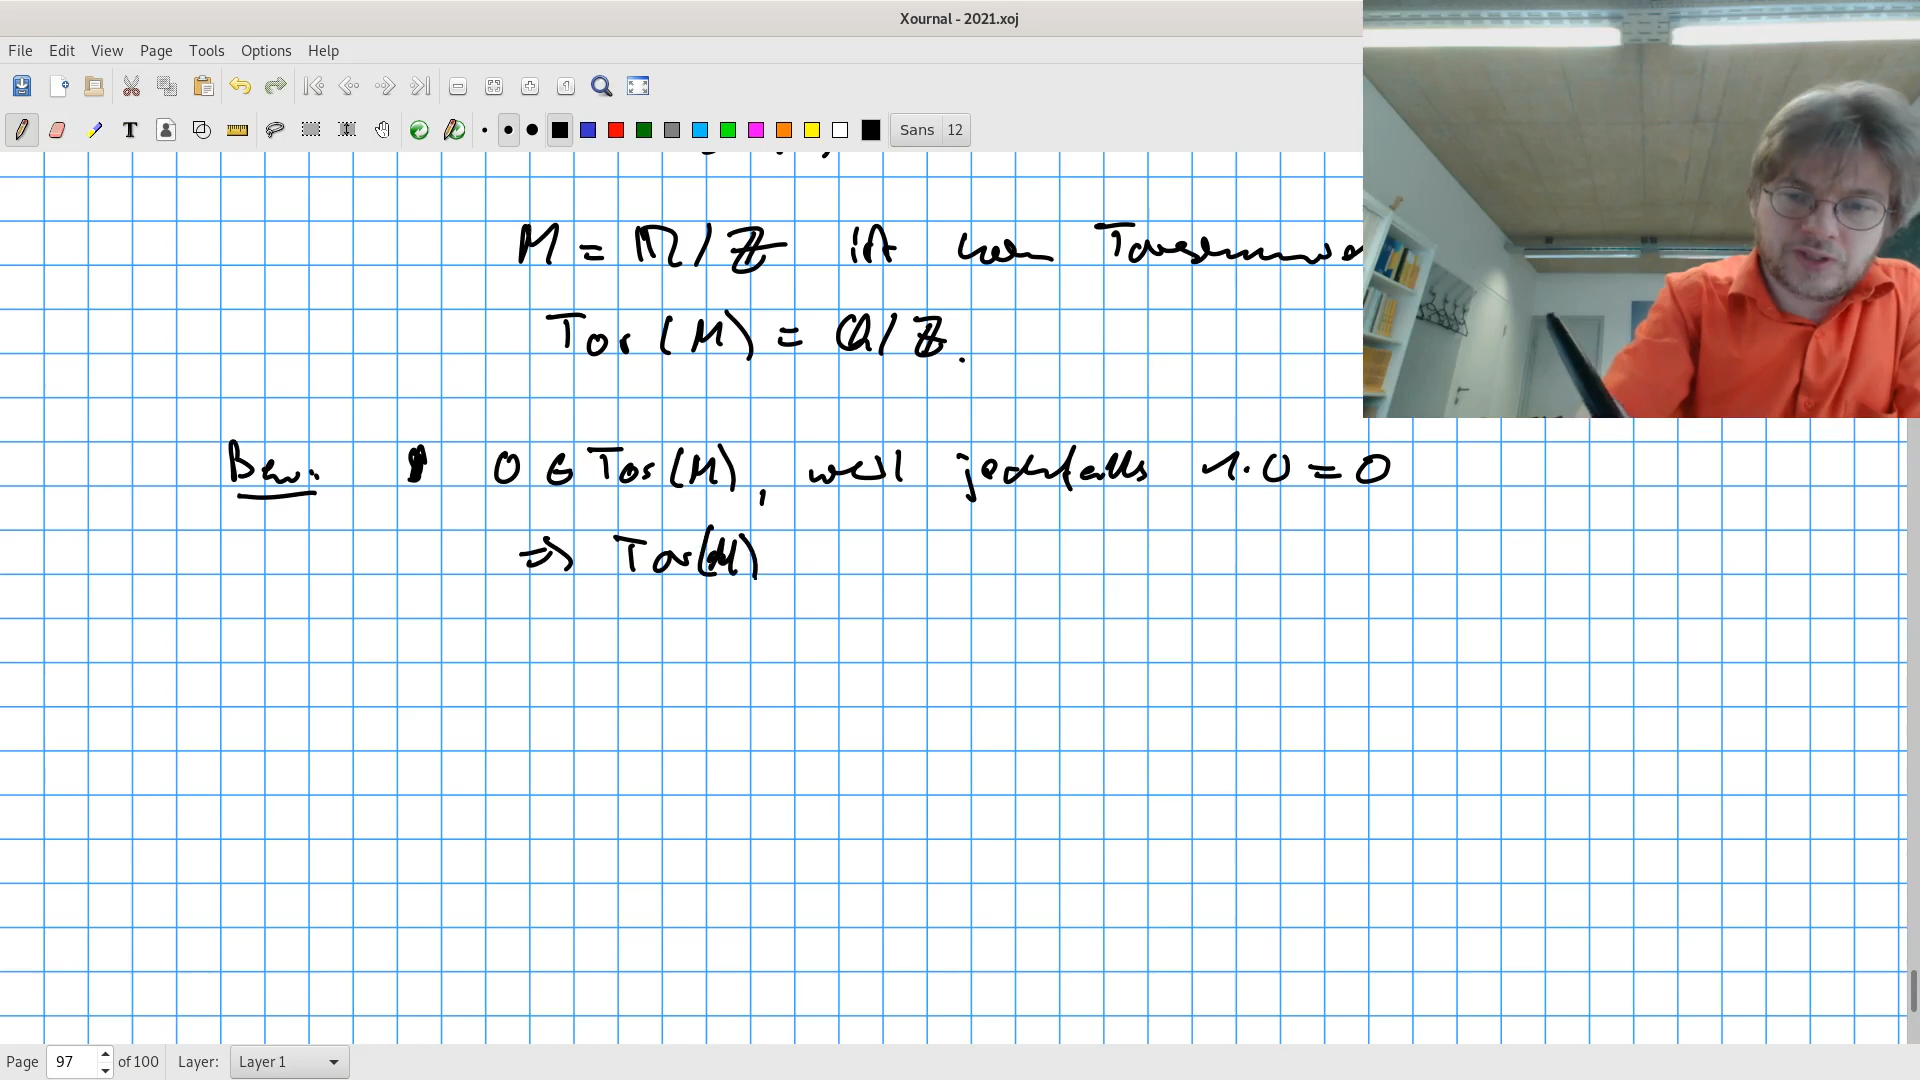 Xournal - 2021.xoj
File Edit View Page Tools Options Help
Sans 12
M = ℝ/ℤ ist kein
Tor(M) = ℚ/ℤ.
Bew. 0 ∈ Tor(M), weil jedenfalls 1·0=0
⇒ Tor(M)
Page 97 of 100 Layer: Layer 1